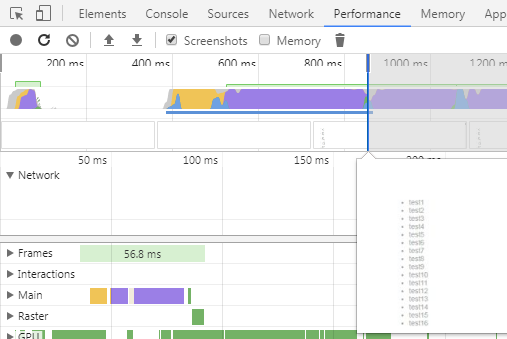 Elements Console Sources Network Performance Memory App
Screenshots Memory
200 ms 400 ms 600 ms 800 ms 1000 ms 1200
50 ms 100 ms 150 ms
Network
Frames 56.8 ms
Interactions
Main
Raster
GPU
test1
test2
test3
test4
test5
test6
test7
test8
test9
test10
test11
test12
test13
test14
test15
test16